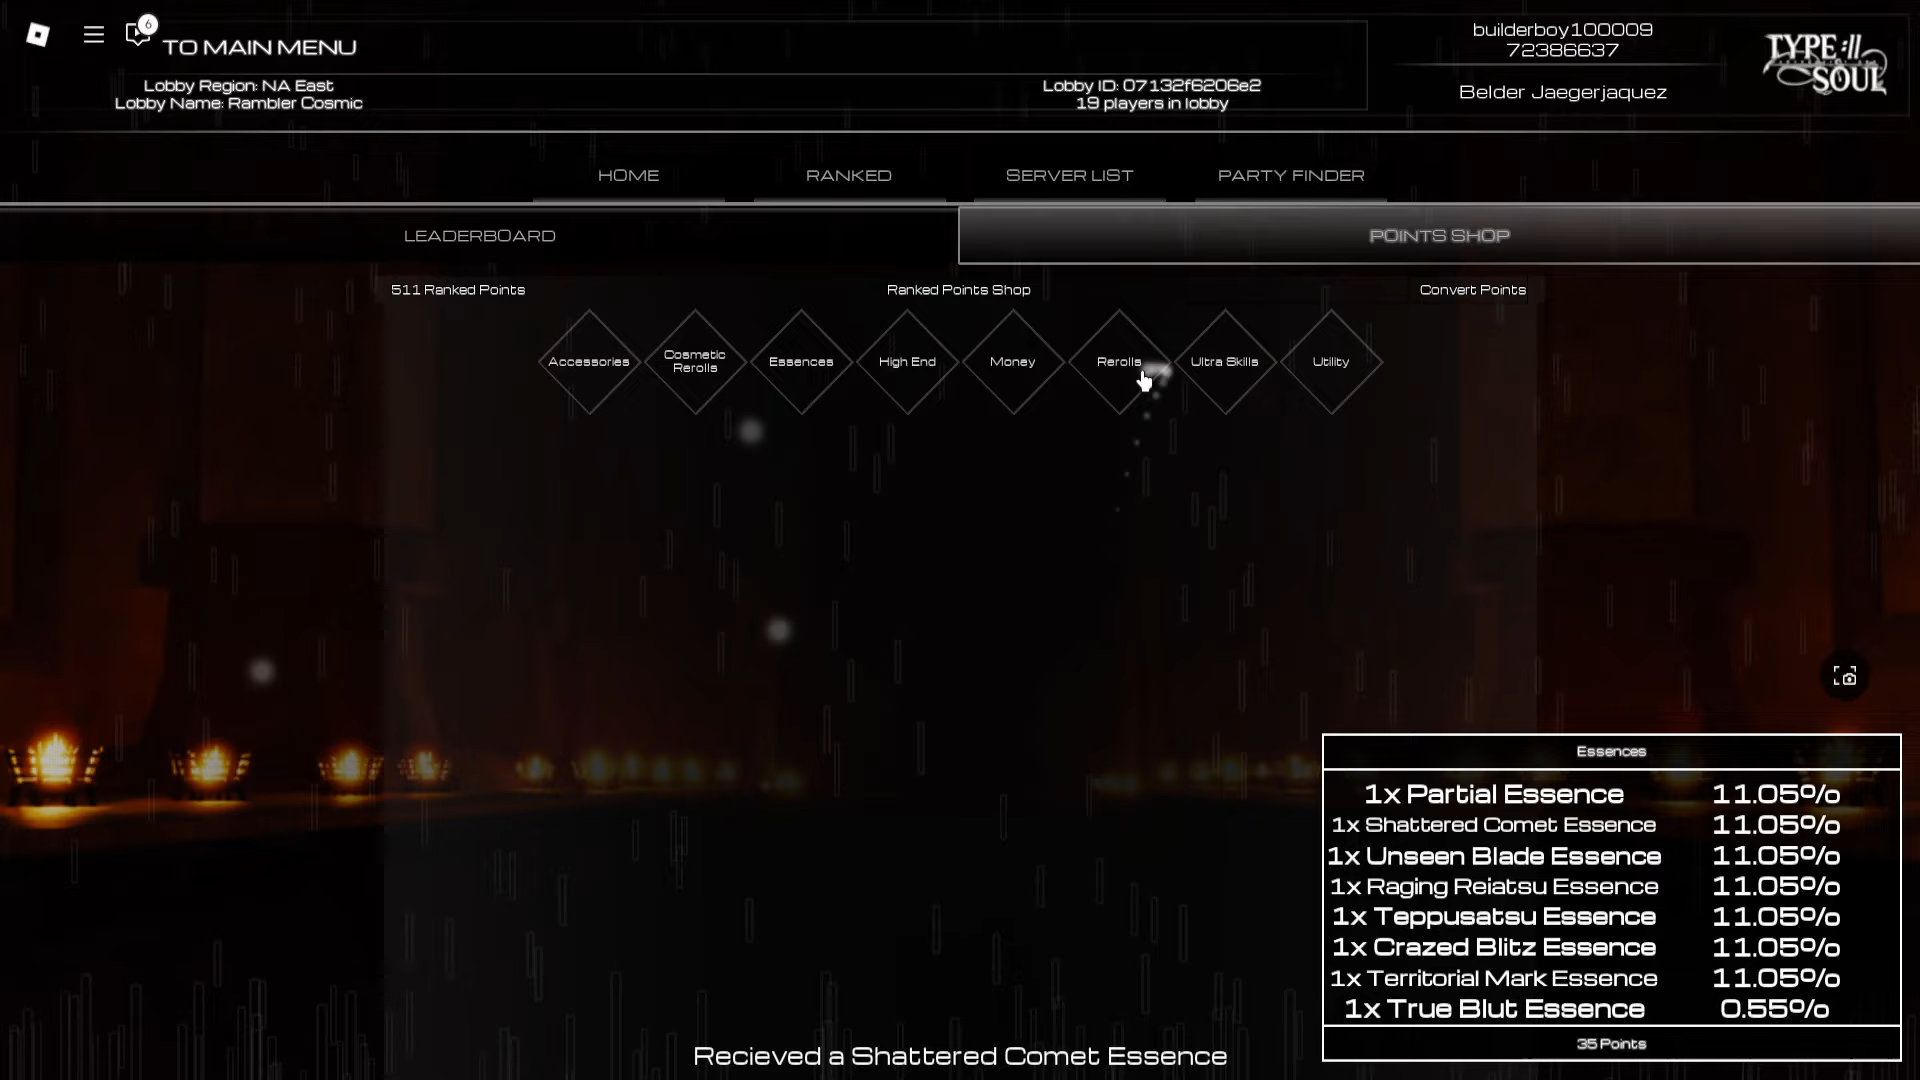 6
TO MAIN MENU
Lobby Region: NA East
Lobby Name: Rambler Cosmic
Lobby ID: 07132f6206e2
19 players in lobby
builderboy100009
72386637
Belder Jaegerjaquez
TYPE://
SOUL
HOME
RANKED
SERVER LIST
PARTY FINDER
LEADERBOARD
POINTS SHOP
511 Ranked Points
Ranked Points Shop
Convert Points
Accessories
Cosmetic
Rerolls
Essences
High End
Money
Rerolls
Ultra Skills
Utility
Essences
1x Partial Essence 11.05%
1x Shattered Comet Essence 11.05%
1x Unseen Blade Essence 11.05%
1x Raging Reiatsu Essence 11.05%
1x Teppusatsu Essence 11.05%
1x Crazed Blitz Essence 11.05%
1x Territorial Mark Essence 11.05%
1x True Blut Essence 0.55%
35 Points
Recieved a Shattered Comet Essence